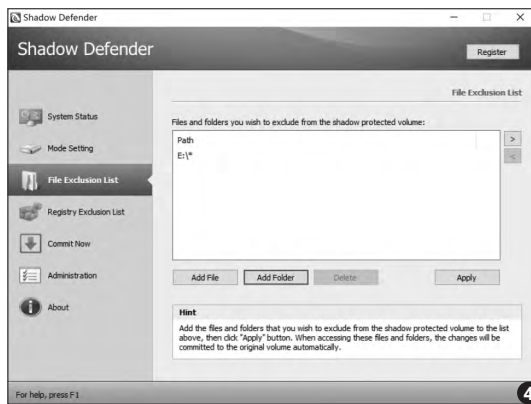 Shadow Defender
Shadow Defender
Register
File Exclusion List
System Status
Mode Setting
File Exclusion List
Registry Exclusion List
Commit Now
Administration
About
Files and folders you wish to exclude from the shadow protected volume:
Path
E:\*
>
<
Add File
Add Folder
Delete
Apply
Hint
Add the files and folders that you wish to exclude from the shadow protected volume to the list
above, then click "Apply" button. When accessing these files and folders, the changes will be
committed to the original volume automatically.
For help, press F1
4